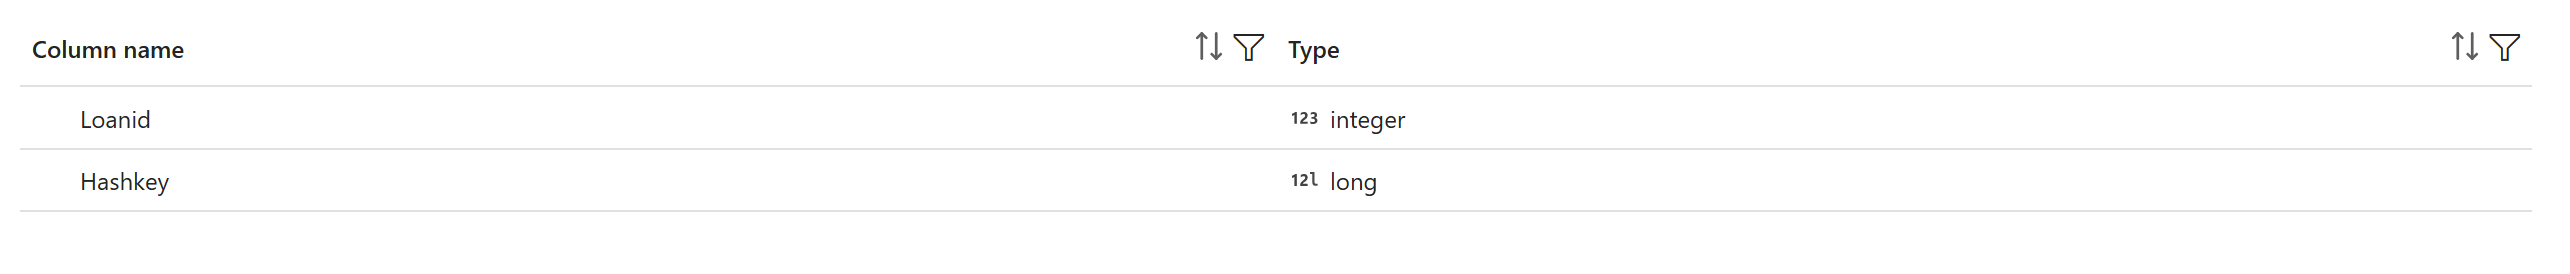 Column name Type
Loanid 123 integer
Hashkey 12l long